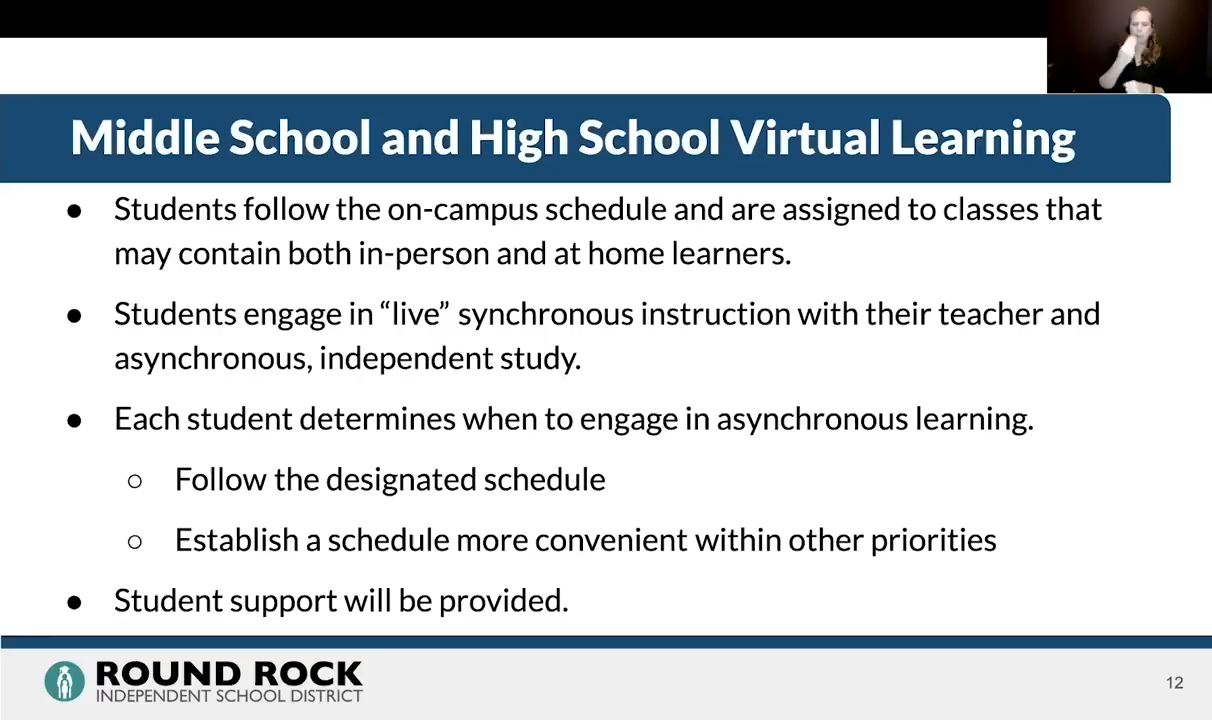 Middle School and High School Virtual Learning
● Students follow the on-campus schedule and are assigned to classes that
may contain both in-person and at home learners.
● Students engage in “live” synchronous instruction with their teacher and
asynchronous, independent study.
● Each student determines when to engage in asynchronous learning.
○ Follow the designated schedule
○ Establish a schedule more convenient within other priorities
● Student support will be provided.
ROUND ROCK
INDEPENDENT SCHOOL DISTRICT
12